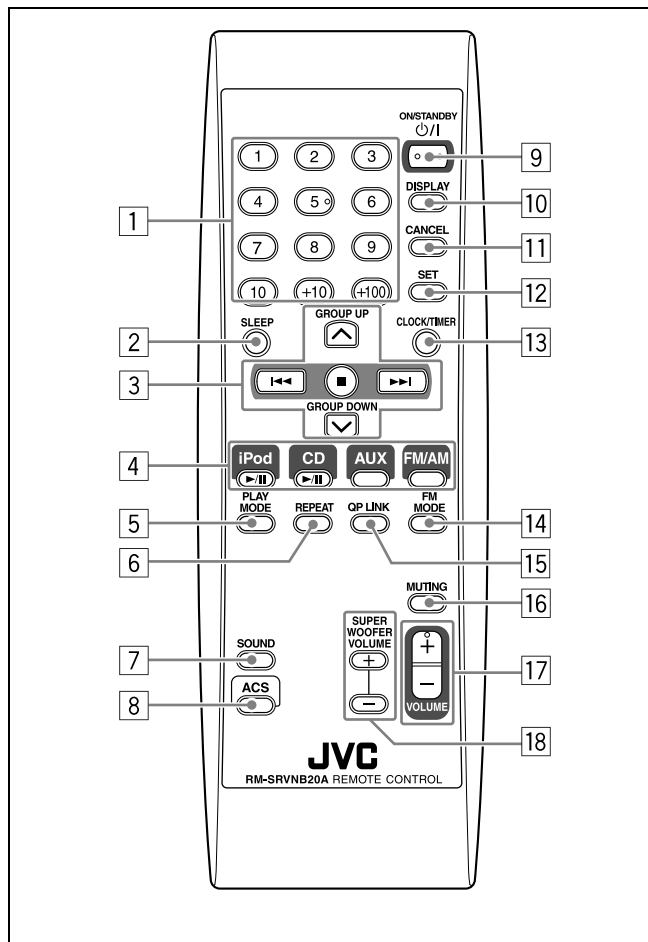 ON/STANDBY
⏻/I
1 2 3
9
DISPLAY
4 5 6
10
1
CANCEL
7 8 9
11
SET
10 +10 +100
12
SLEEP GROUP UP CLOCK/TIMER
2
13
3
GROUP DOWN
4
iPod CD AUX FM/AM
PLAY
MODE REPEAT QP LINK FM
MODE
5
14
6
15
MUTING
16
SUPER
WOOFER
VOLUME
+
−
+
−
VOLUME
17
SOUND
7
ACS
8
18
JVC
RM-SRVNB20A REMOTE CONTROL